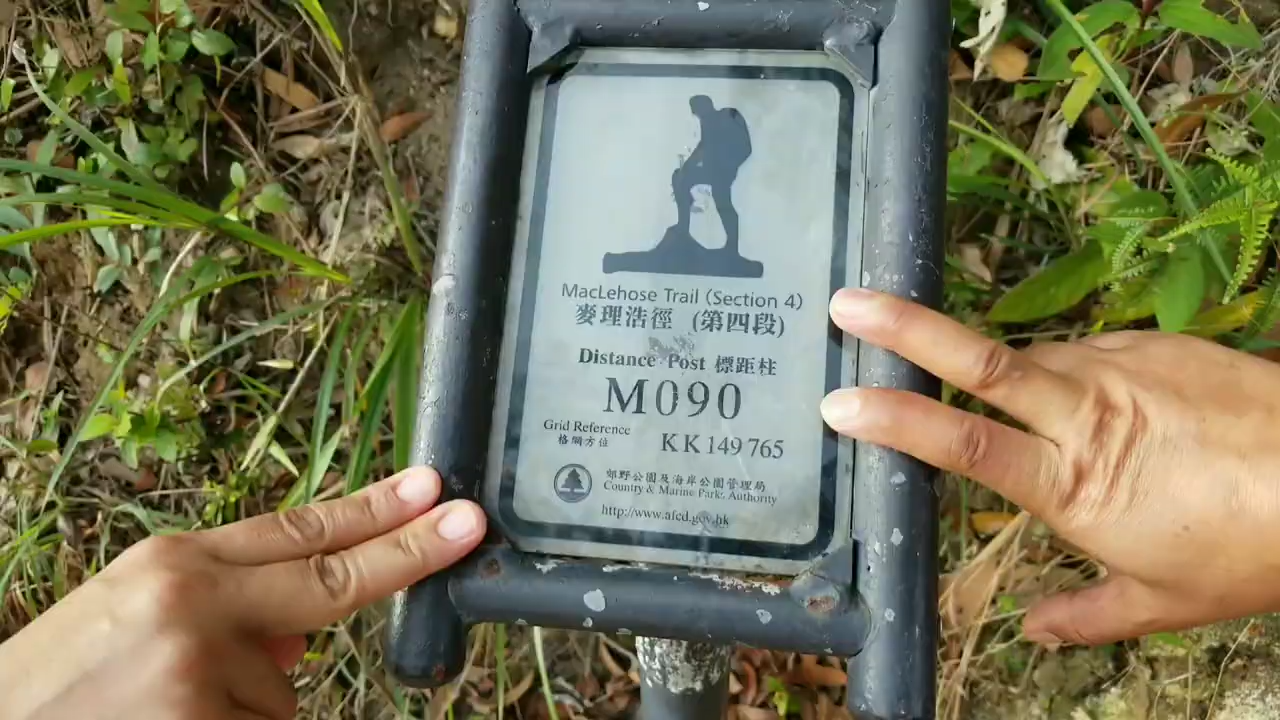 MacLehose Trail (Section 4)
麥理浩徑 (第四段)
Distance Post 標距柱
M090
Grid Reference
格網方位
KK 149 765
郊野公園及海岸公園管理局
Country & Marine Parks Authority
http://www.afcd.gov.hk